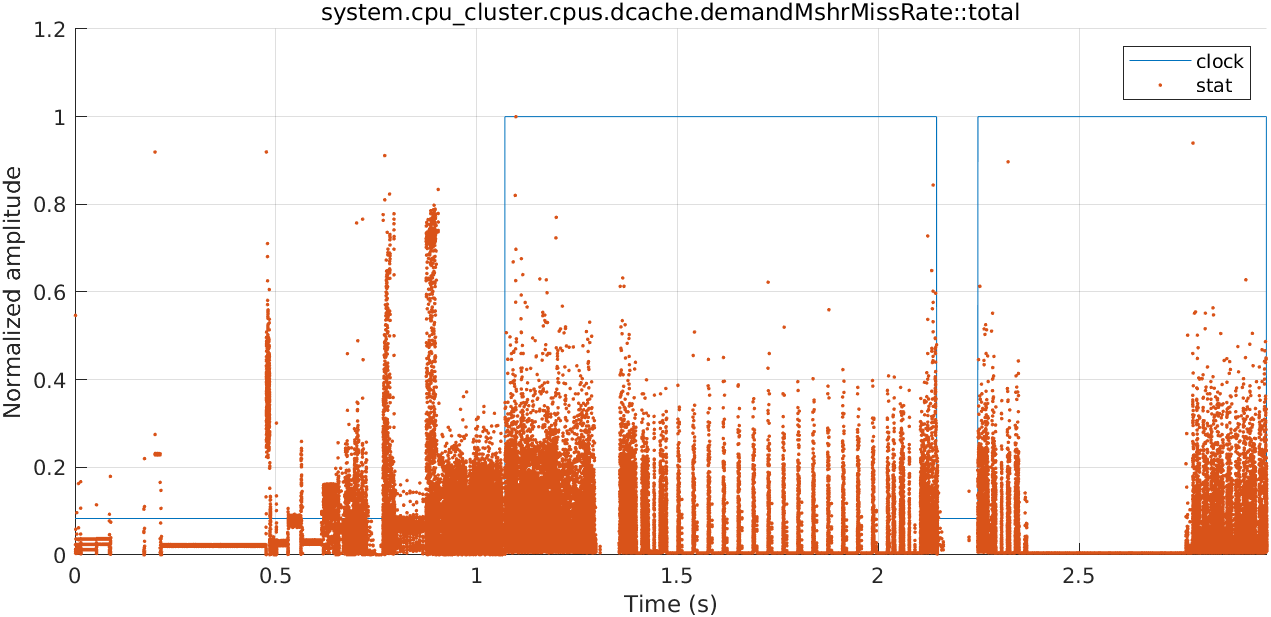 system.cpu_cluster.cpus.dcache.demandMshrMissRate::total
1.2
1
0.8
0.6
0.4
0.2
0
Normalized amplitude
clock
stat
0 0.5 1 1.5 2 2.5
Time (s)